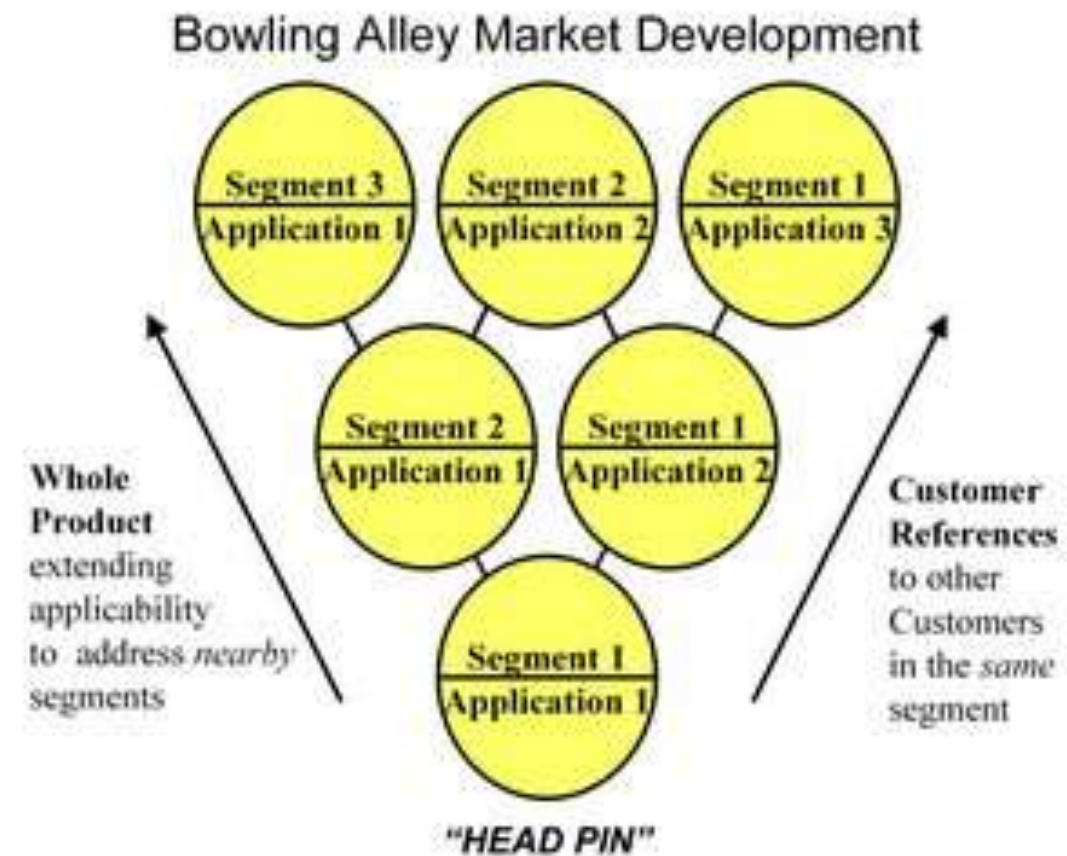 Bowling Alley Market Development
Segment 3
Application 1
Segment 2
Application 2
Segment 1
Application 3
Segment 2
Application 1
Segment 1
Application 2
Whole
Product
extending
applicability
to address nearby
segments
Customer
References
to other
Customers
in the same
segment
Segment 1
Application 1
"HEAD PIN"